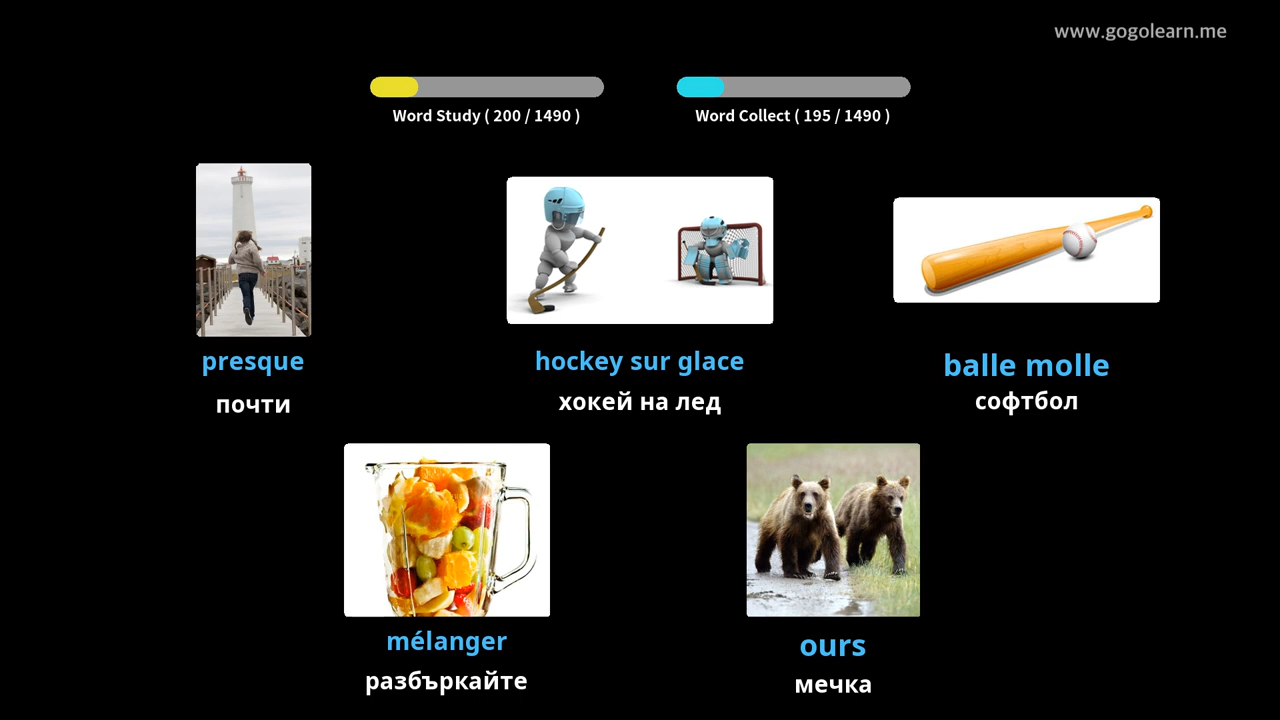 www.gogolearn.me
Word Study ( 200 / 1490 )
Word Collect ( 195 / 1490 )
presque
почти
hockey sur glace
хокей на лед
balle molle
софтбол
mélanger
разбъркайте
ours
мечка